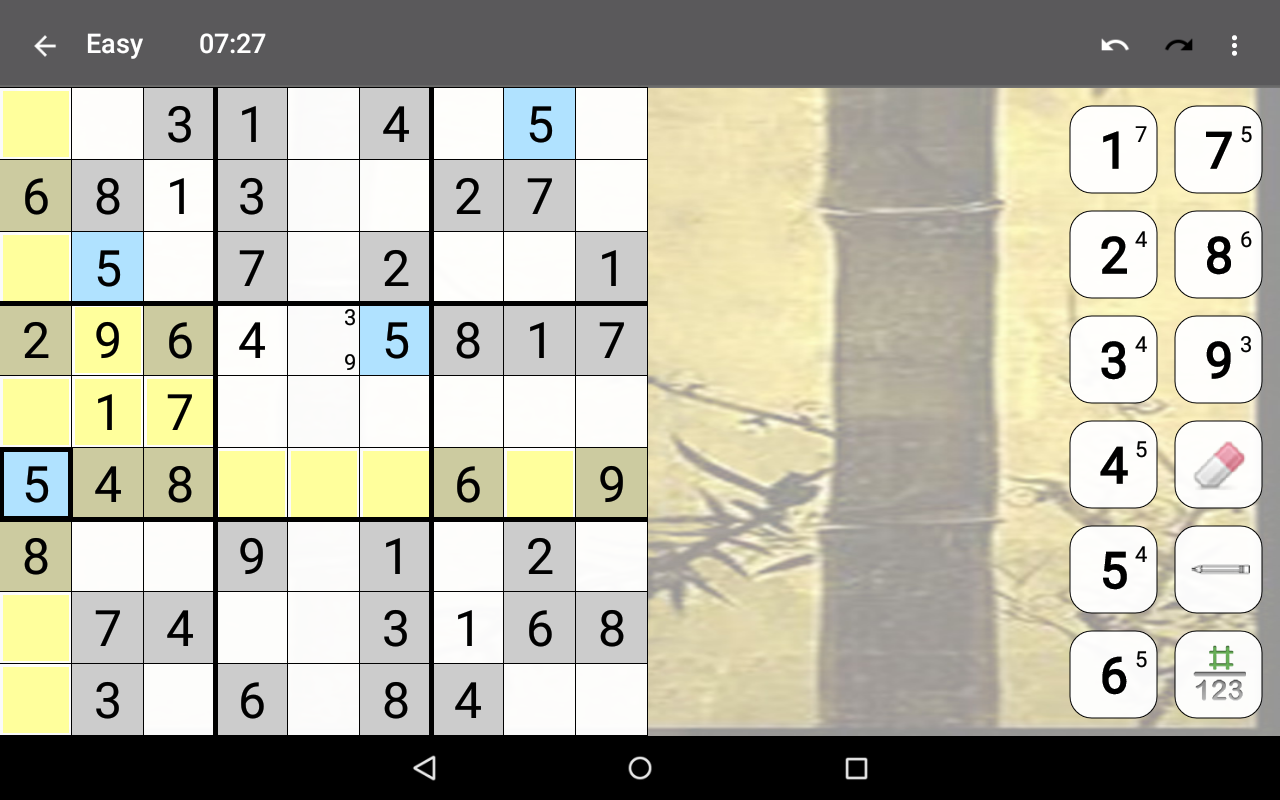 Easy 07:27
3 1 4 5
6 8 1 3 2 7
5 7 2 1
2 9 6 4 3 9 5 8 1 7
1 7
5 4 8 6 9
8 9 1 2
7 4 3 1 6 8
3 6 8 4
1 7 7 5
2 4 8 6
3 4 9 3
4 5
5 4
6 5 123